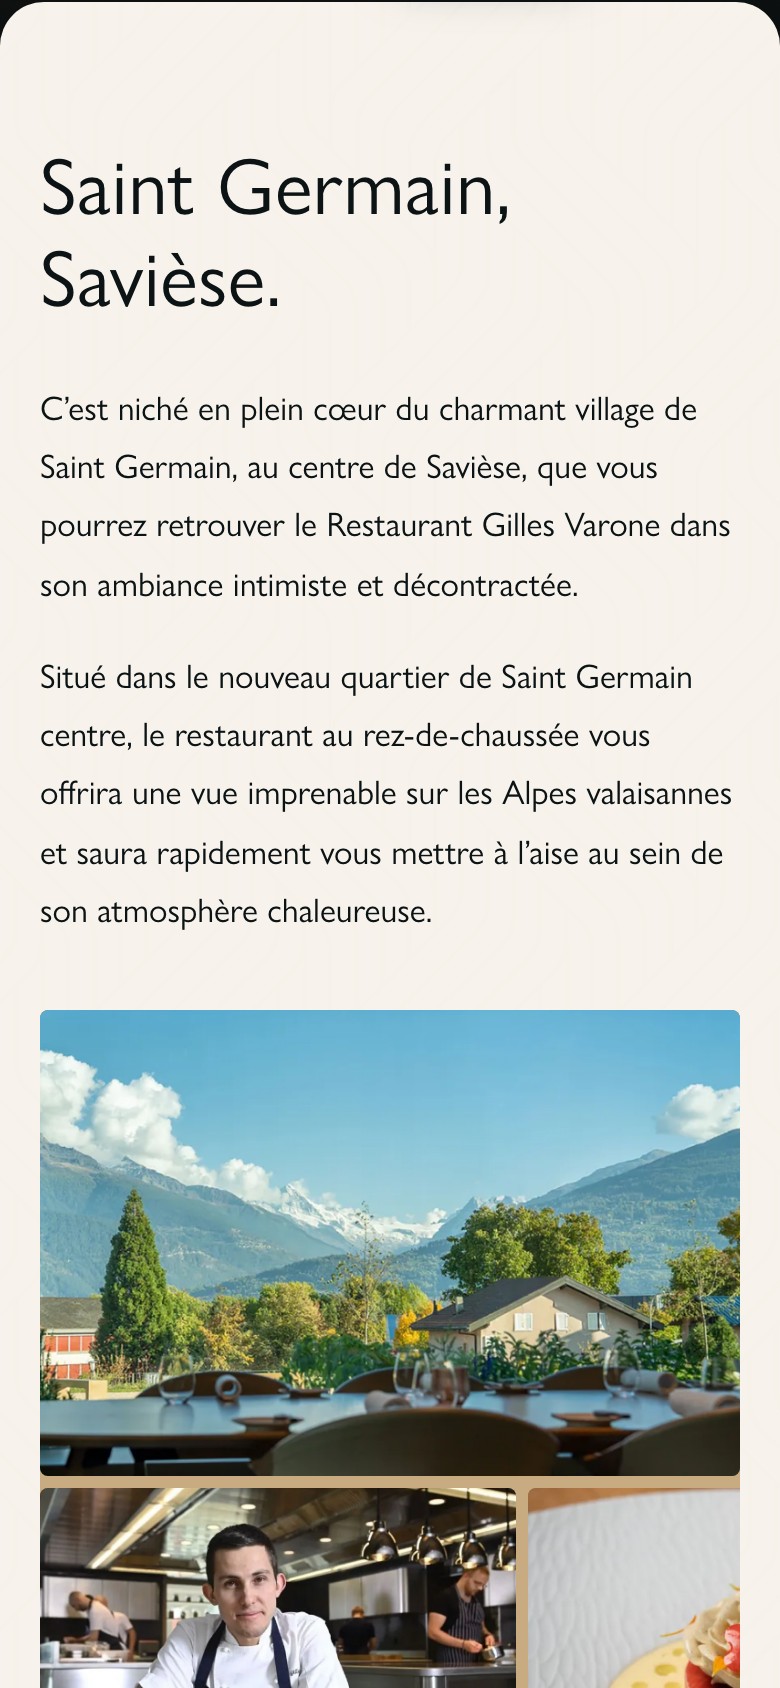 Saint Germain,
Savièse.
C’est niché en plein cœur du charmant village de
Saint Germain, au centre de Savièse, que vous
pourrez retrouver le Restaurant Gilles Varone dans
son ambiance intimiste et décontractée.
Situé dans le nouveau quartier de Saint Germain
centre, le restaurant au rez-de-chaussée vous
offrira une vue imprenable sur les Alpes valaisannes
et saura rapidement vous mettre à l’aise au sein de
son atmosphère chaleureuse.